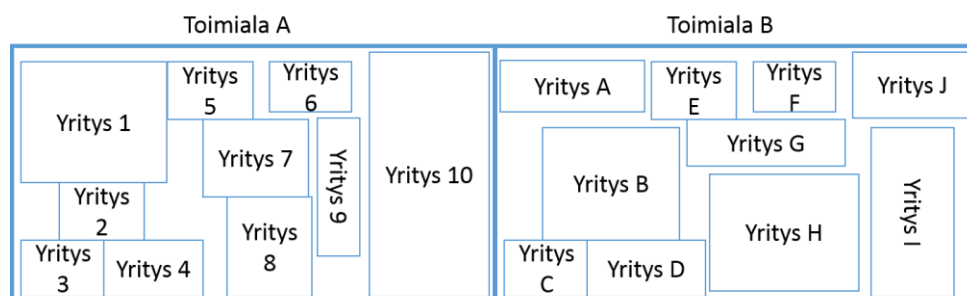 Toimiala A
Toimiala B
Yritys 1
Yritys
2
Yritys
3
Yritys 4
Yritys
5
Yritys
6
Yritys 7
Yritys
8
Yritys 9
Yritys 10
Yritys A
Yritys B
Yritys
C
Yritys D
Yritys
E
Yritys
F
Yritys G
Yritys H
Yritys I
Yritys J